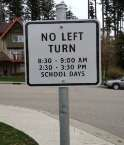 NO LEFT
TURN
8:30 - 9:00 AM
2:30 - 3:30 PM
SCHOOL DAYS